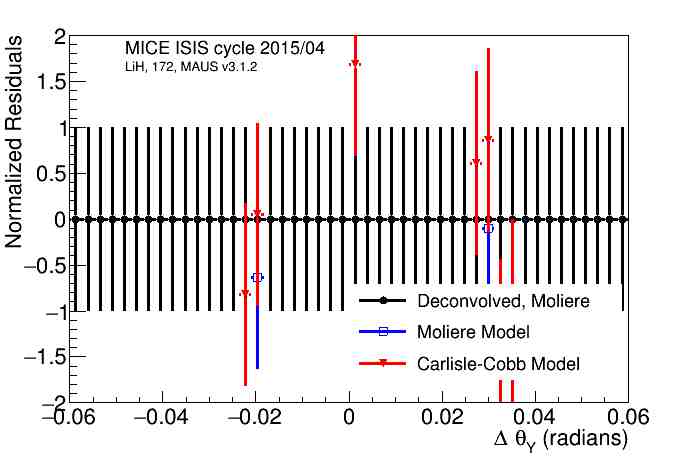 Normalized Residuals
MICE ISIS cycle 2015/04
LiH, 172, MAUS v3.1.2
2
1.5
1
0.5
0
−0.5
−1
−1.5
−2
Deconvolved, Moliere
Moliere Model
Carlisle-Cobb Model
−0.06 −0.04 −0.02 0 0.02 0.04 0.06
Δ θY (radians)